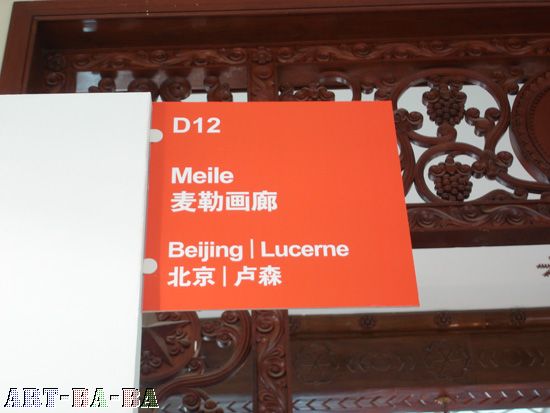 D12
Meile
麦勒画廊
Beijing | Lucerne
北京 | 卢森
ART-BA-BA